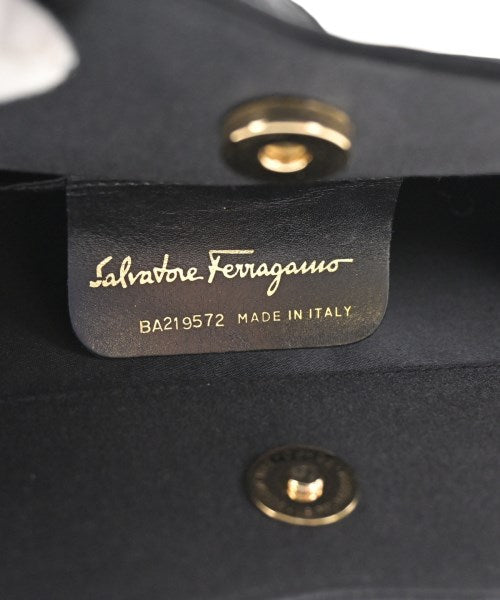 Salvatore Ferragamo
BA219572 MADE IN ITALY